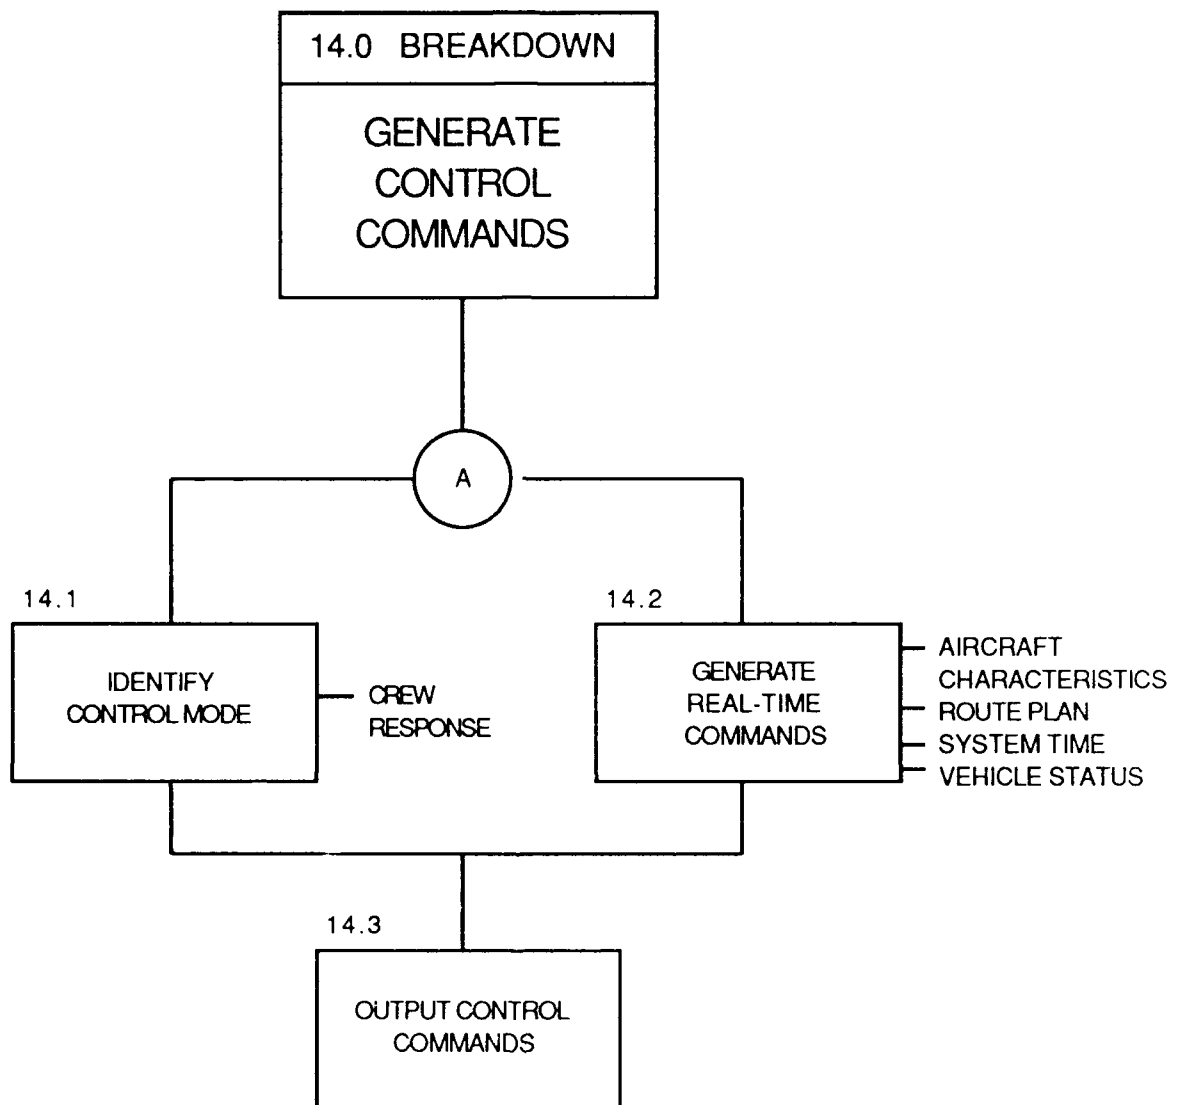 14.0 BREAKDOWN
GENERATE
CONTROL
COMMANDS
A
14.1
IDENTIFY
CONTROL MODE
CREW
RESPONSE
14.2
GENERATE
REAL-TIME
COMMANDS
AIRCRAFT
CHARACTERISTICS
ROUTE PLAN
SYSTEM TIME
VEHICLE STATUS
14.3
OUTPUT CONTROL
COMMANDS